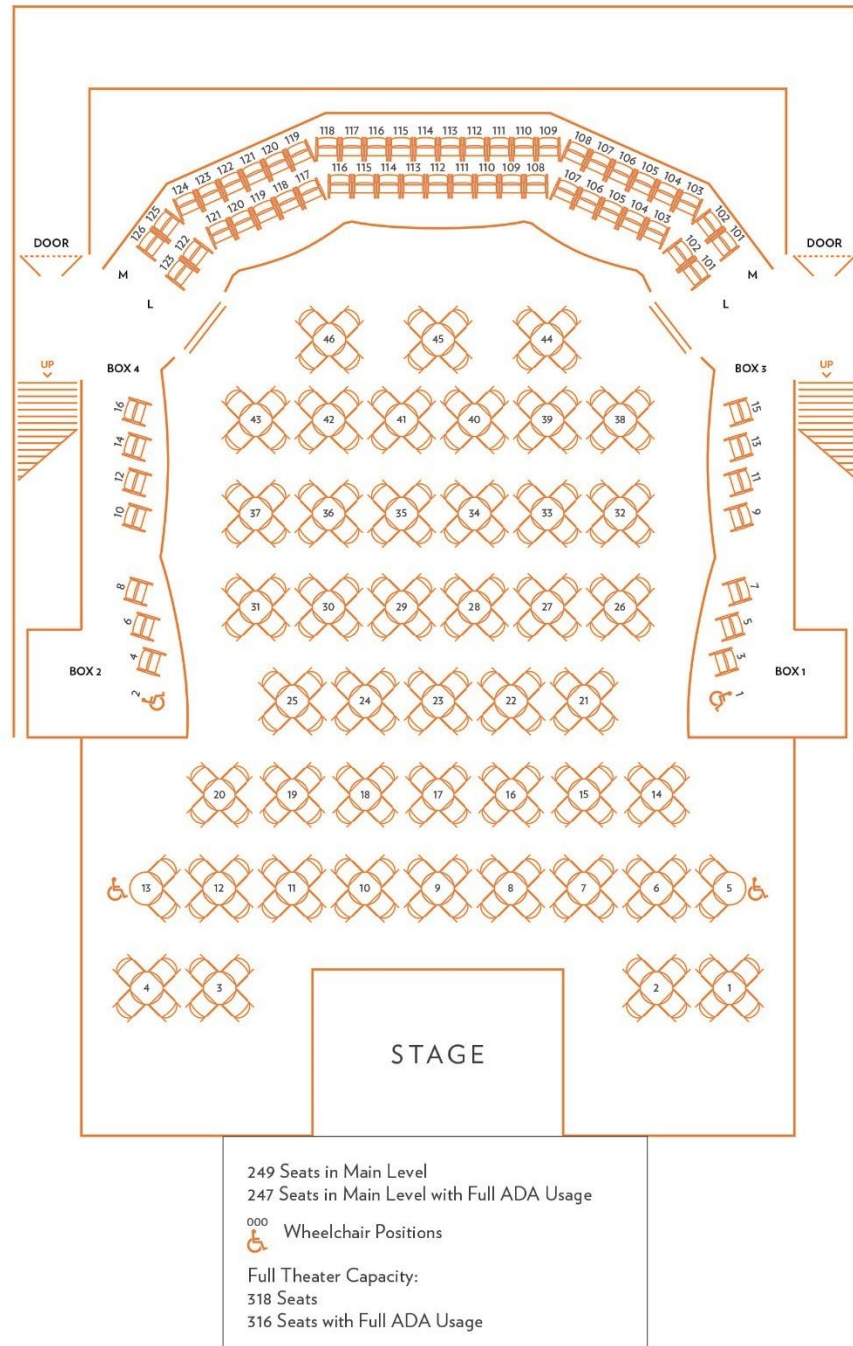 118 117 116 115 114 113 112 111 110 109
124 123 122 121 120 119
108 107 106 105 104 103
126 125
102 101
116 115 114 113 112 111 110 109 108
121 120 119 118 117
107 106 105 104 103
123 122
102 101
DOOR
DOOR
M
M
L
L
46 45 44
UP
UP
BOX 4
BOX 3
16
15
43 42 41 40 39 38
14
13
12
11
10
9
37 36 35 34 33 32
8
7
31 30 29 28 27 26
6
5
4
3
BOX 2
BOX 1
2
1
25 24 23 22 21
20 19 18 17 16 15 14
13 12 11 10 9 8 7 6 5
4 3 2 1
STAGE
249 Seats in Main Level
247 Seats in Main Level with Full ADA Usage
000
Wheelchair Positions
Full Theater Capacity:
318 Seats
316 Seats with Full ADA Usage